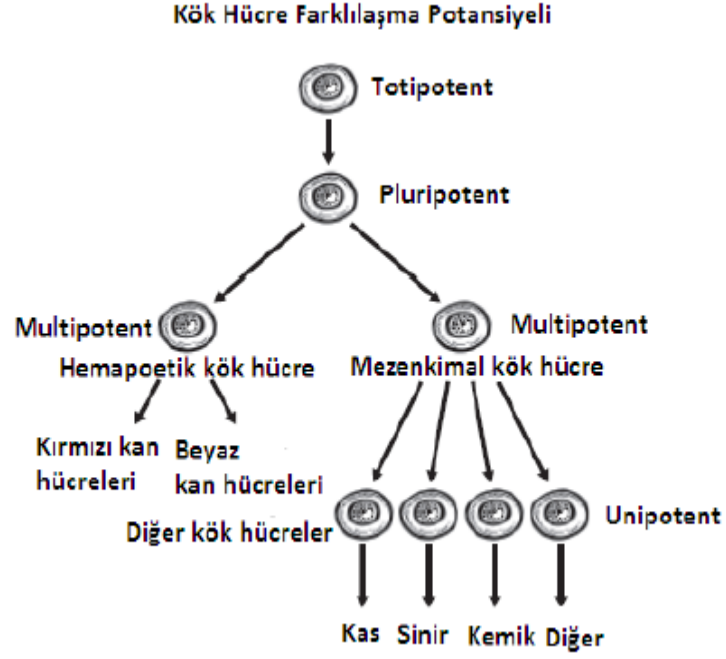 Kök Hücre Farklılaşma Potansiyeli
Totipotent
Pluripotent
Multipotent
Hemapoetik kök hücre
Multipotent
Mezenkimal kök hücre
Kırmızı kan
hücreleri
Beyaz
kan hücreleri
Diğer kök hücreler
Unipotent
Kas
Sinir
Kemik
Diğer